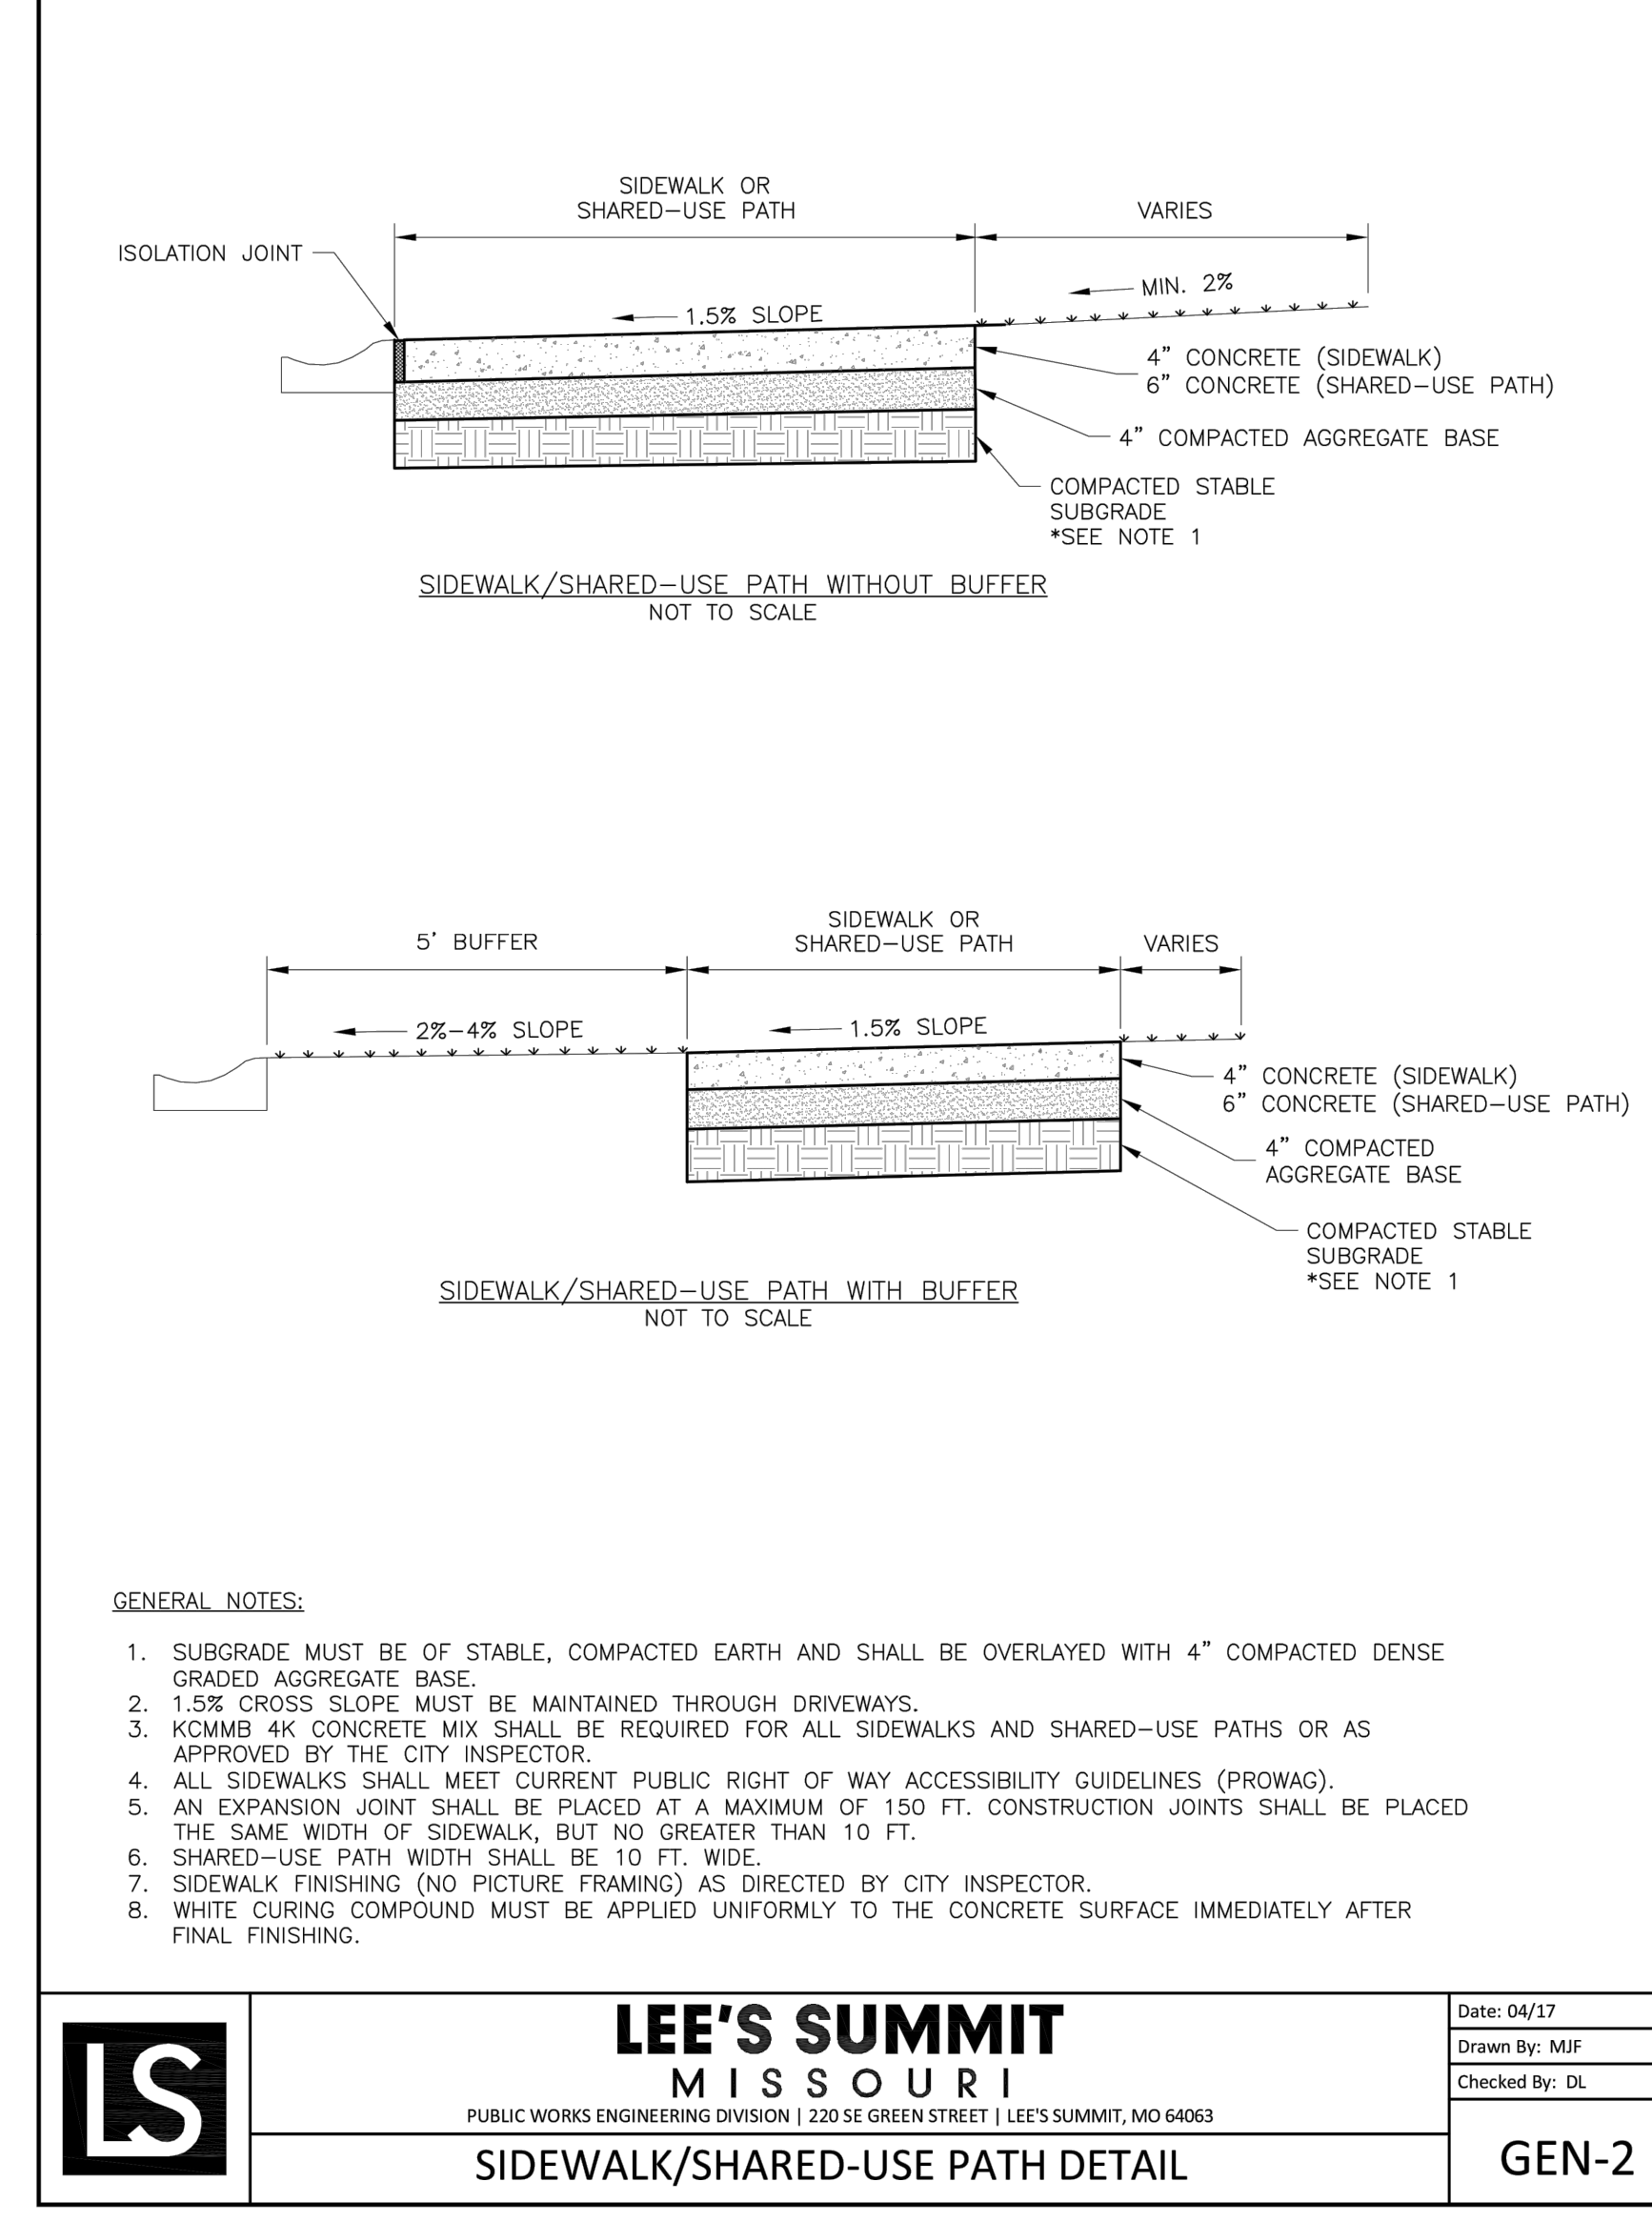 SIDEWALK OR
SHARED-USE PATH
VARIES
ISOLATION JOINT
MIN. 2%
1.5% SLOPE
4” CONCRETE (SIDEWALK)
6” CONCRETE (SHARED-USE PATH)
4” COMPACTED AGGREGATE BASE
COMPACTED STABLE
SUBGRADE
*SEE NOTE 1
SIDEWALK/SHARED-USE PATH WITHOUT BUFFER
NOT TO SCALE
5’ BUFFER
SIDEWALK OR
SHARED-USE PATH
VARIES
2%-4% SLOPE
1.5% SLOPE
4” CONCRETE (SIDEWALK)
6” CONCRETE (SHARED-USE PATH)
4” COMPACTED
AGGREGATE BASE
COMPACTED STABLE
SUBGRADE
*SEE NOTE 1
SIDEWALK/SHARED-USE PATH WITH BUFFER
NOT TO SCALE
GENERAL NOTES:
1. SUBGRADE MUST BE OF STABLE, COMPACTED EARTH AND SHALL BE OVERLAYED WITH 4” COMPACTED DENSE
GRADED AGGREGATE BASE.
2. 1.5% CROSS SLOPE MUST BE MAINTAINED THROUGH DRIVEWAYS.
3. KCMMB 4K CONCRETE MIX SHALL BE REQUIRED FOR ALL SIDEWALKS AND SHARED-USE PATHS OR AS
APPROVED BY THE CITY INSPECTOR.
4. ALL SIDEWALKS SHALL MEET CURRENT PUBLIC RIGHT OF WAY ACCESSIBILITY GUIDELINES (PROWAG).
5. AN EXPANSION JOINT SHALL BE PLACED AT A MAXIMUM OF 150 FT. CONSTRUCTION JOINTS SHALL BE PLACED
THE SAME WIDTH OF SIDEWALK, BUT NO GREATER THAN 10 FT.
6. SHARED-USE PATH WIDTH SHALL BE 10 FT. WIDE.
7. SIDEWALK FINISHING (NO PICTURE FRAMING) AS DIRECTED BY CITY INSPECTOR.
8. WHITE CURING COMPOUND MUST BE APPLIED UNIFORMLY TO THE CONCRETE SURFACE IMMEDIATELY AFTER
FINAL FINISHING.
LS
LEE'S SUMMIT
MISSOURI
PUBLIC WORKS ENGINEERING DIVISION | 220 SE GREEN STREET | LEE'S SUMMIT, MO 64063
SIDEWALK/SHARED-USE PATH DETAIL
Date: 04/17
Drawn By: MJF
Checked By: DL
GEN-2